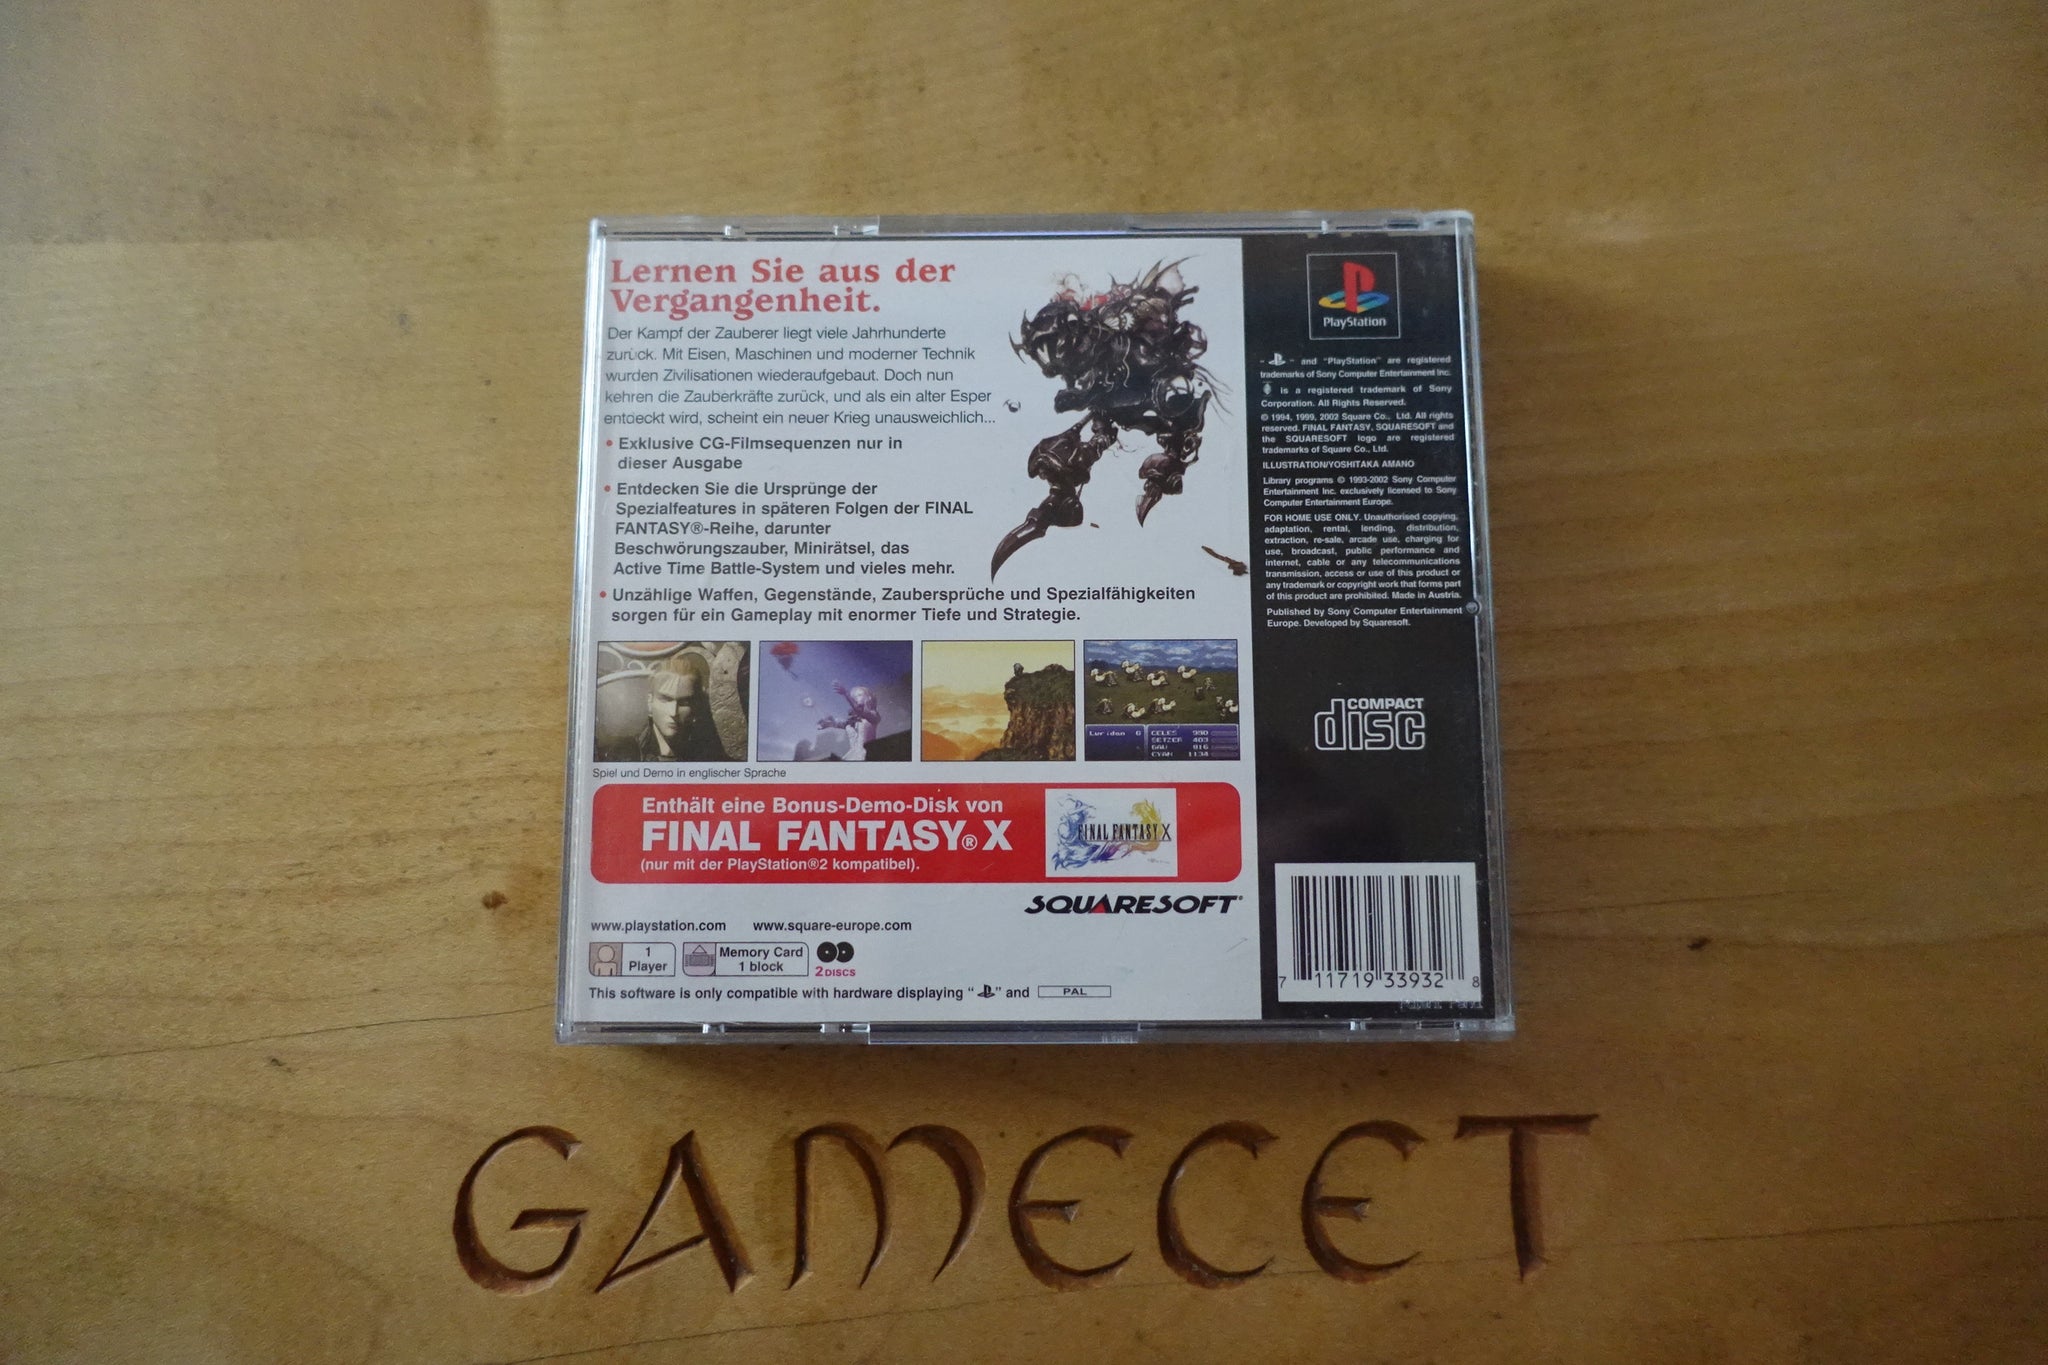 Lernen Sie aus der
Vergangenheit.
Der Kampf der Zauberer liegt viele Jahrhunderte
zurück. Mit Eisen, Maschinen und moderner Technik
wurden Zivilisationen wiederaufgebaut. Doch nun
kehren die Zauberkräfte zurück, und als ein alter Esper
entdeckt wird, scheint ein neuer Krieg unausweichlich...
• Exklusive CG-Filmsequenzen nur in
dieser Ausgabe
• Entdecken Sie die Ursprünge der
Spezialfeatures in späteren Folgen der FINAL
FANTASY®-Reihe, darunter
Beschwörungszauber, Minirätsel, das
Active Time Battle-System und vieles mehr.
• Unzählige Waffen, Gegenstände, Zaubersprüche und Spezialfähigkeiten
sorgen für ein Gameplay mit enormer Tiefe und Strategie.
CELES 990
SETZER 403
GAU 816
CYAN 1134
Spiel und Demo in englischer Sprache
Enthält eine Bonus-Demo-Disk von
FINAL FANTASY® X
(nur mit der PlayStation®2 kompatibel).
FINAL FANTASY X
SQUARESOFT
www.playstation.com www.square-europe.com
1
Player
Memory Card
1 block
2 DISCS
This software is only compatible with hardware displaying " " and PAL
PlayStation
" " and "PlayStation" are registered
trademarks of Sony Computer Entertainment Inc.
is a registered trademark of Sony
Corporation. All Rights Reserved.
© 1994, 1999, 2002 Square Co., Ltd. All rights
reserved. FINAL FANTASY, SQUARESOFT and
the SQUARESOFT logo are registered
trademarks of Square Co., Ltd.
ILLUSTRATION/YOSHITAKA AMANO
Library programs © 1993-2002 Sony Computer
Entertainment Inc. exclusively licensed to Sony
Computer Entertainment Europe.
FOR HOME USE ONLY. Unauthorised copying,
adaptation, rental, lending, distribution,
extraction, re-sale, arcade use, charging for
use, broadcast, public performance and
internet, cable or any telecommunications
transmission, access or use of this product or
any trademark or copyright work that forms part
of this product are prohibited. Made in Austria.
Published by Sony Computer Entertainment
Europe. Developed by Squaresoft.
COMPACT
disc
7 11719 33932 8
GAMECET